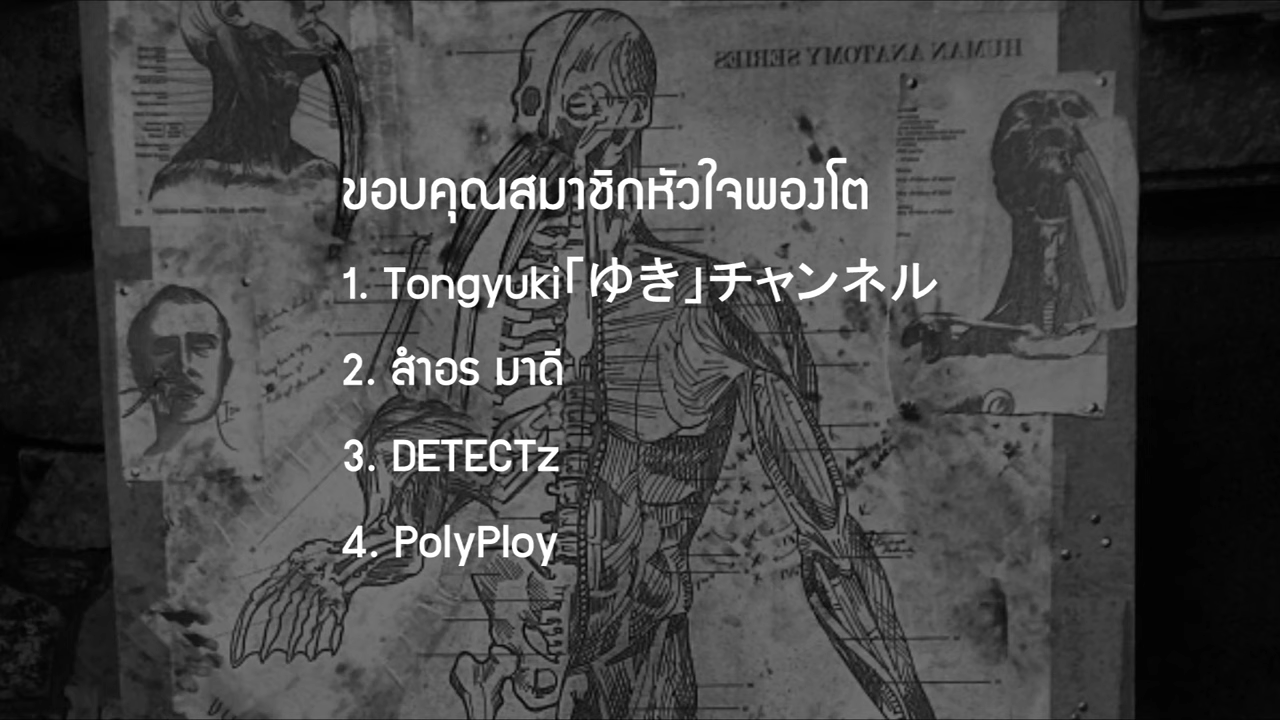 HUMAN ANATOMY SERIES
ขอบคุณสมาชิกหัวใจพองโต
1. Tongyuki「ゆき」チャンネル
2. สำอร มาดี
3. DETECTz
4. PolyPloy